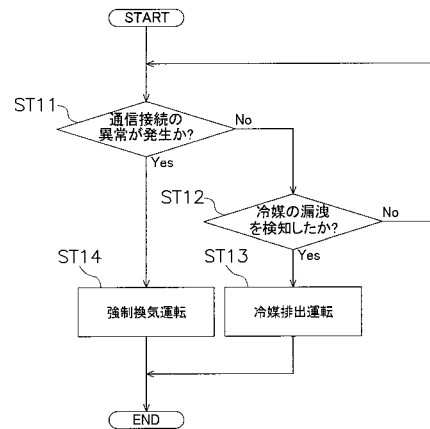 START
ST11
通信接続の
異常が発生か?
No
Yes
ST12
冷媒の漏洩
を検知したか?
No
Yes
ST14
強制換気運転
ST13
冷媒排出運転
END